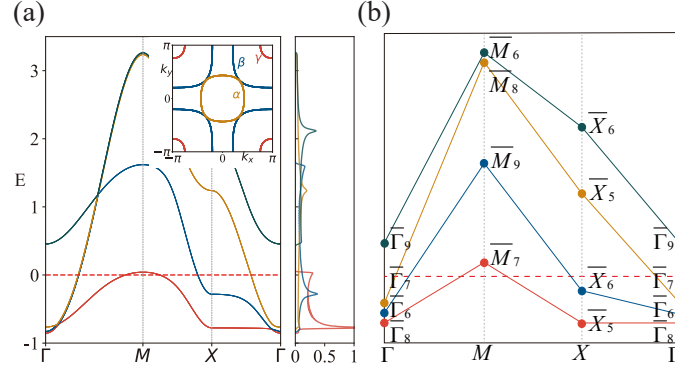 (a)
(b)
E
3
2
1
0
-1
Γ
M
X
Γ
π
k_y
0
−π
−π
0
k_x
π
β
γ
α
0
0.5
1
M̅₆
M̅₈
M̅₉
M̅₇
X̅₆
X̅₅
X̅₆
X̅₅
Γ̅₉
Γ̅₇
Γ̅₆
Γ̅₈
Γ̅₉
Γ̅₇
Γ̅₆
Γ̅₈
Γ
M
X